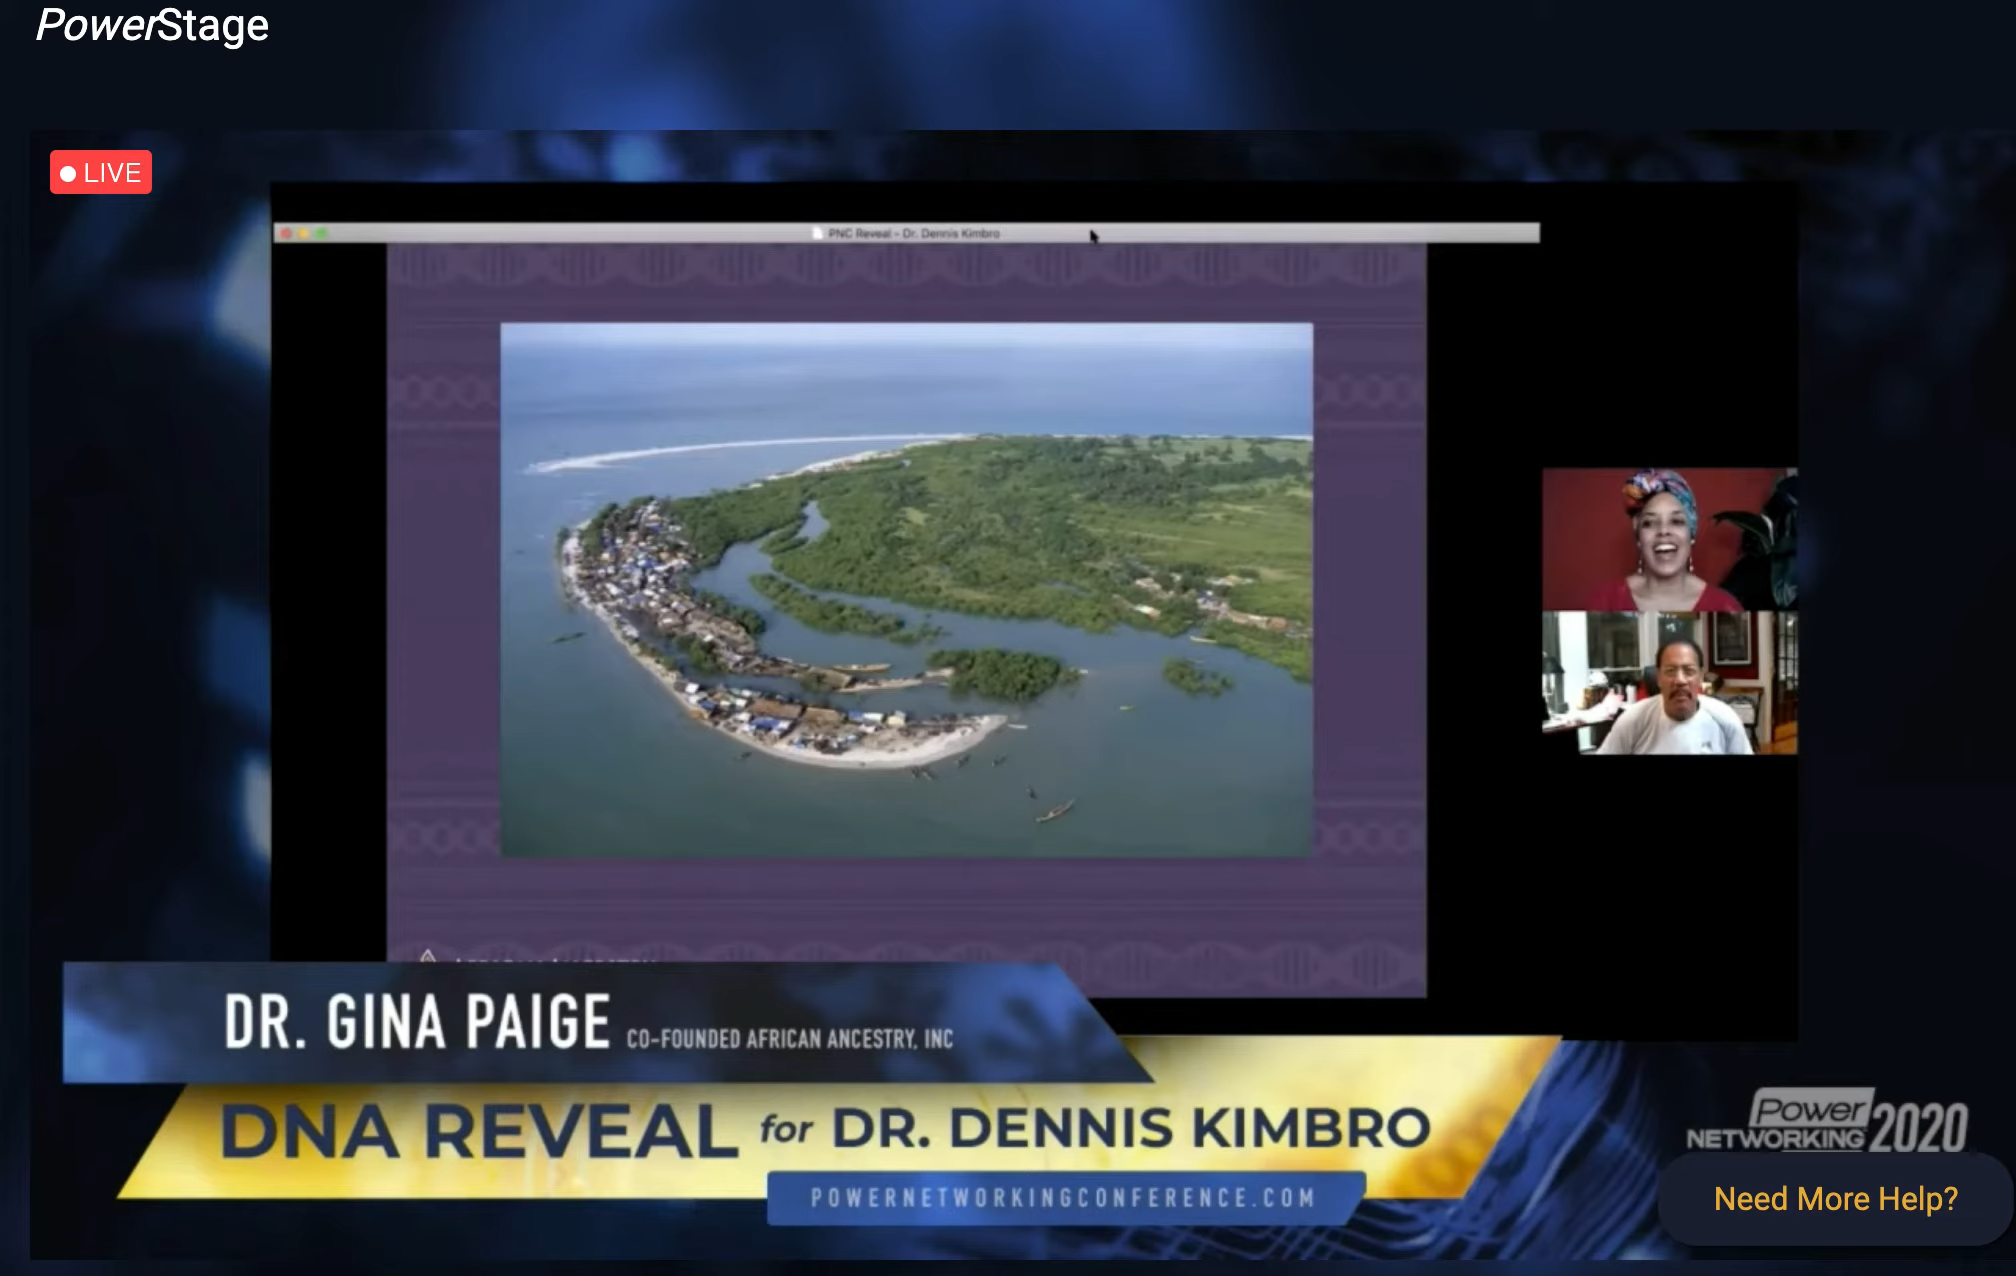 PowerStage
LIVE
PNC Reveal - Dr. Dennis Kimbro
DR. GINA PAIGE CO-FOUNDED AFRICAN ANCESTRY, INC
DNA REVEAL for DR. DENNIS KIMBRO
POWERNETWORKINGCONFERENCE.COM
Power
NETWORKING 2020
Need More Help?